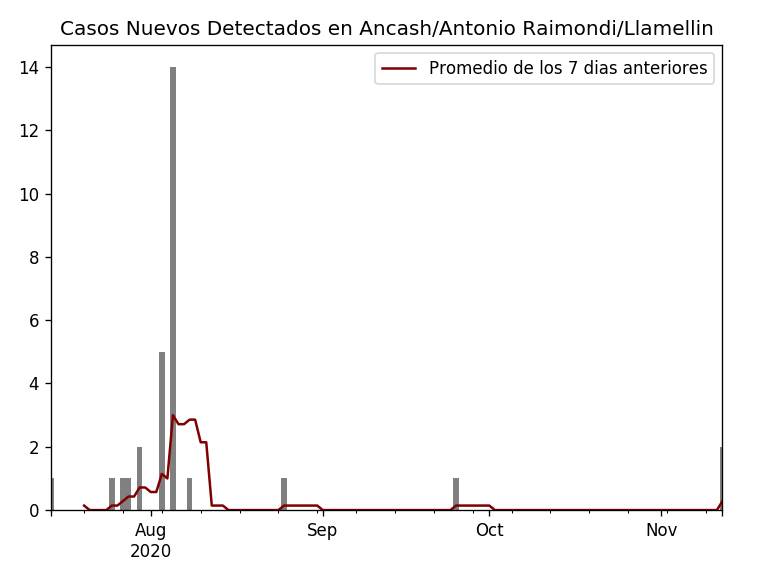 Casos Nuevos Detectados en Ancash/Antonio Raimondi/Llamellin
Promedio de los 7 dias anteriores
14
12
10
8
6
4
2
0
Aug
2020
Sep
Oct
Nov